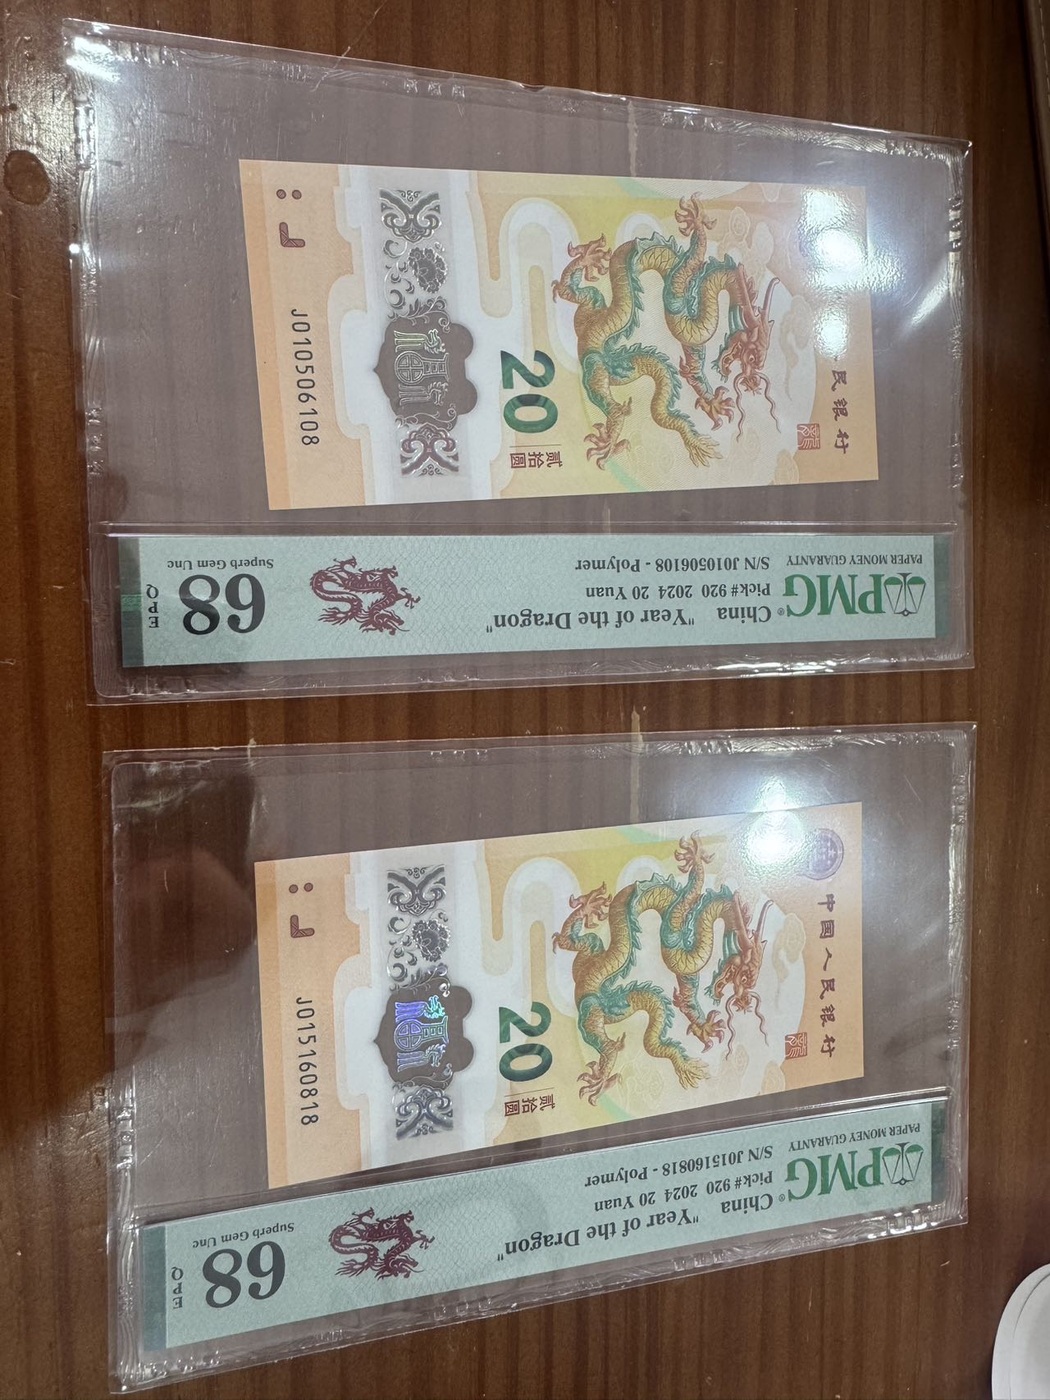 民银行
20
贰拾圆
J010506108
PMG
PAPER MONEY GUARANTY
China "Year of the Dragon"
Pick# 920 2024 20 Yuan
S/N J010506108 - Polymer
68
Superb Gem Unc
EPQ
中国人民银行
20
贰拾圆
J015160818
PMG
PAPER MONEY GUARANTY
China "Year of the Dragon"
Pick# 920 2024 20 Yuan
S/N J015160818 - Polymer
68
Superb Gem Unc
EPQ